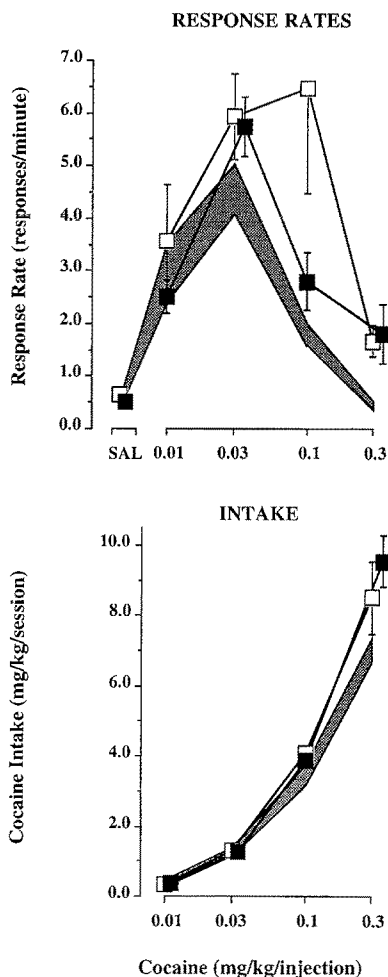 RESPONSE RATES
Response Rate (responses/minute)
7.0
6.0
5.0
4.0
3.0
2.0
1.0
0.0
SAL 0.01 0.03 0.1 0.3
INTAKE
Cocaine Intake (mg/kg/session)
10.0
8.0
6.0
4.0
2.0
0.0
0.01 0.03 0.1 0.3
Cocaine (mg/kg/injection)